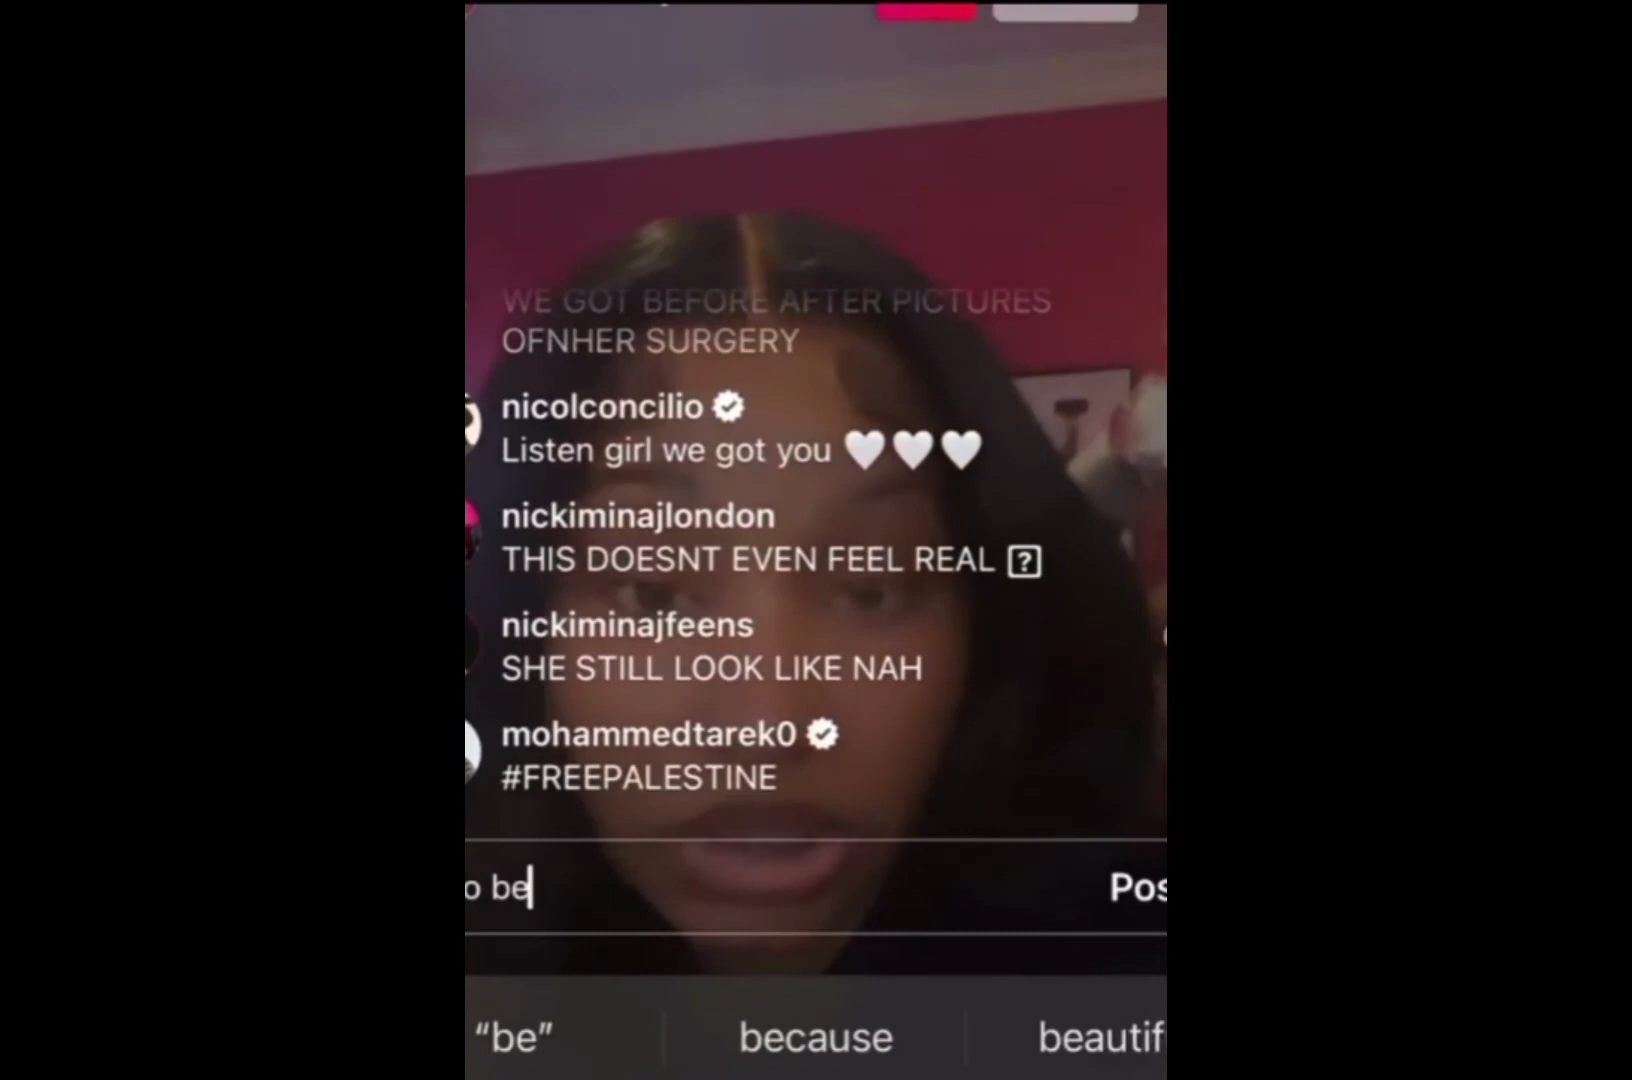 WE GOT BEFORE AFTER PICTURES
OFNHER SURGERY
nicolconcilio
Listen girl we got you 🤍🤍🤍
nickiminajlondon
THIS DOESNT EVEN FEEL REAL ⍰
nickiminajfeens
SHE STILL LOOK LIKE NAH
mohammedtarek0
#FREEPALESTINE
o be
Pos
“be”
because
beautif